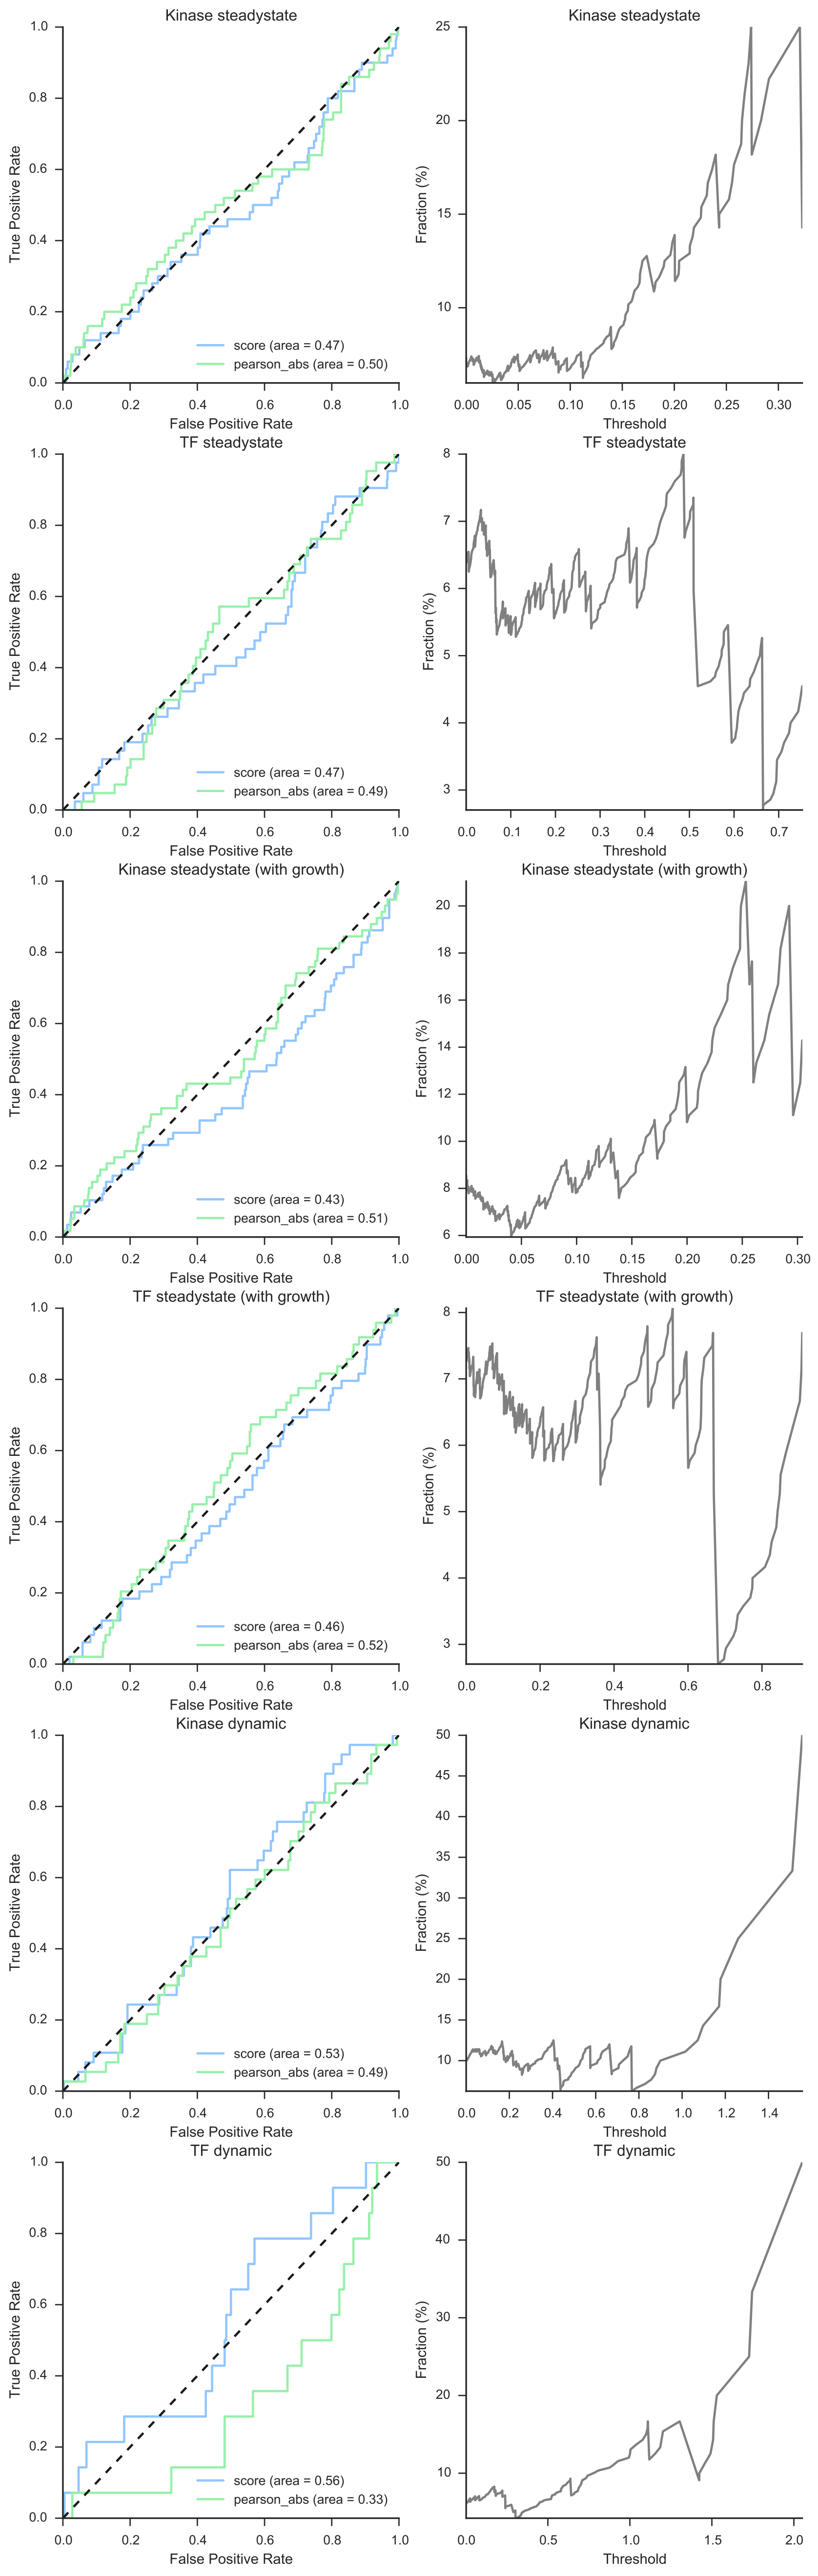 Kinase steadystate
1.0
0.8
0.6
0.4
0.2
0.0
True Positive Rate
score (area = 0.47)
pearson_abs (area = 0.50)
0.0 0.2 0.4 0.6 0.8 1.0
False Positive Rate
Kinase steadystate
25
20
15
10
Fraction (%)
0.00 0.05 0.10 0.15 0.20 0.25 0.30
Threshold
TF steadystate
1.0
0.8
0.6
0.4
0.2
0.0
True Positive Rate
score (area = 0.47)
pearson_abs (area = 0.49)
0.0 0.2 0.4 0.6 0.8 1.0
False Positive Rate
TF steadystate
8
7
6
5
4
3
Fraction (%)
0.0 0.1 0.2 0.3 0.4 0.5 0.6 0.7
Threshold
Kinase steadystate (with growth)
1.0
0.8
0.6
0.4
0.2
0.0
True Positive Rate
score (area = 0.43)
pearson_abs (area = 0.51)
0.0 0.2 0.4 0.6 0.8 1.0
False Positive Rate
Kinase steadystate (with growth)
20
18
16
14
12
10
8
6
Fraction (%)
0.00 0.05 0.10 0.15 0.20 0.25 0.30
Threshold
TF steadystate (with growth)
1.0
0.8
0.6
0.4
0.2
0.0
True Positive Rate
score (area = 0.46)
pearson_abs (area = 0.52)
0.0 0.2 0.4 0.6 0.8 1.0
False Positive Rate
TF steadystate (with growth)
8
7
6
5
4
3
Fraction (%)
0.0 0.2 0.4 0.6 0.8
Threshold
Kinase dynamic
1.0
0.8
0.6
0.4
0.2
0.0
True Positive Rate
score (area = 0.53)
pearson_abs (area = 0.49)
0.0 0.2 0.4 0.6 0.8 1.0
False Positive Rate
Kinase dynamic
50
45
40
35
30
25
20
15
10
Fraction (%)
0.0 0.2 0.4 0.6 0.8 1.0 1.2 1.4
Threshold
TF dynamic
1.0
0.8
0.6
0.4
0.2
0.0
True Positive Rate
score (area = 0.56)
pearson_abs (area = 0.33)
0.0 0.2 0.4 0.6 0.8 1.0
False Positive Rate
TF dynamic
50
40
30
20
10
Fraction (%)
0.0 0.5 1.0 1.5 2.0
Threshold